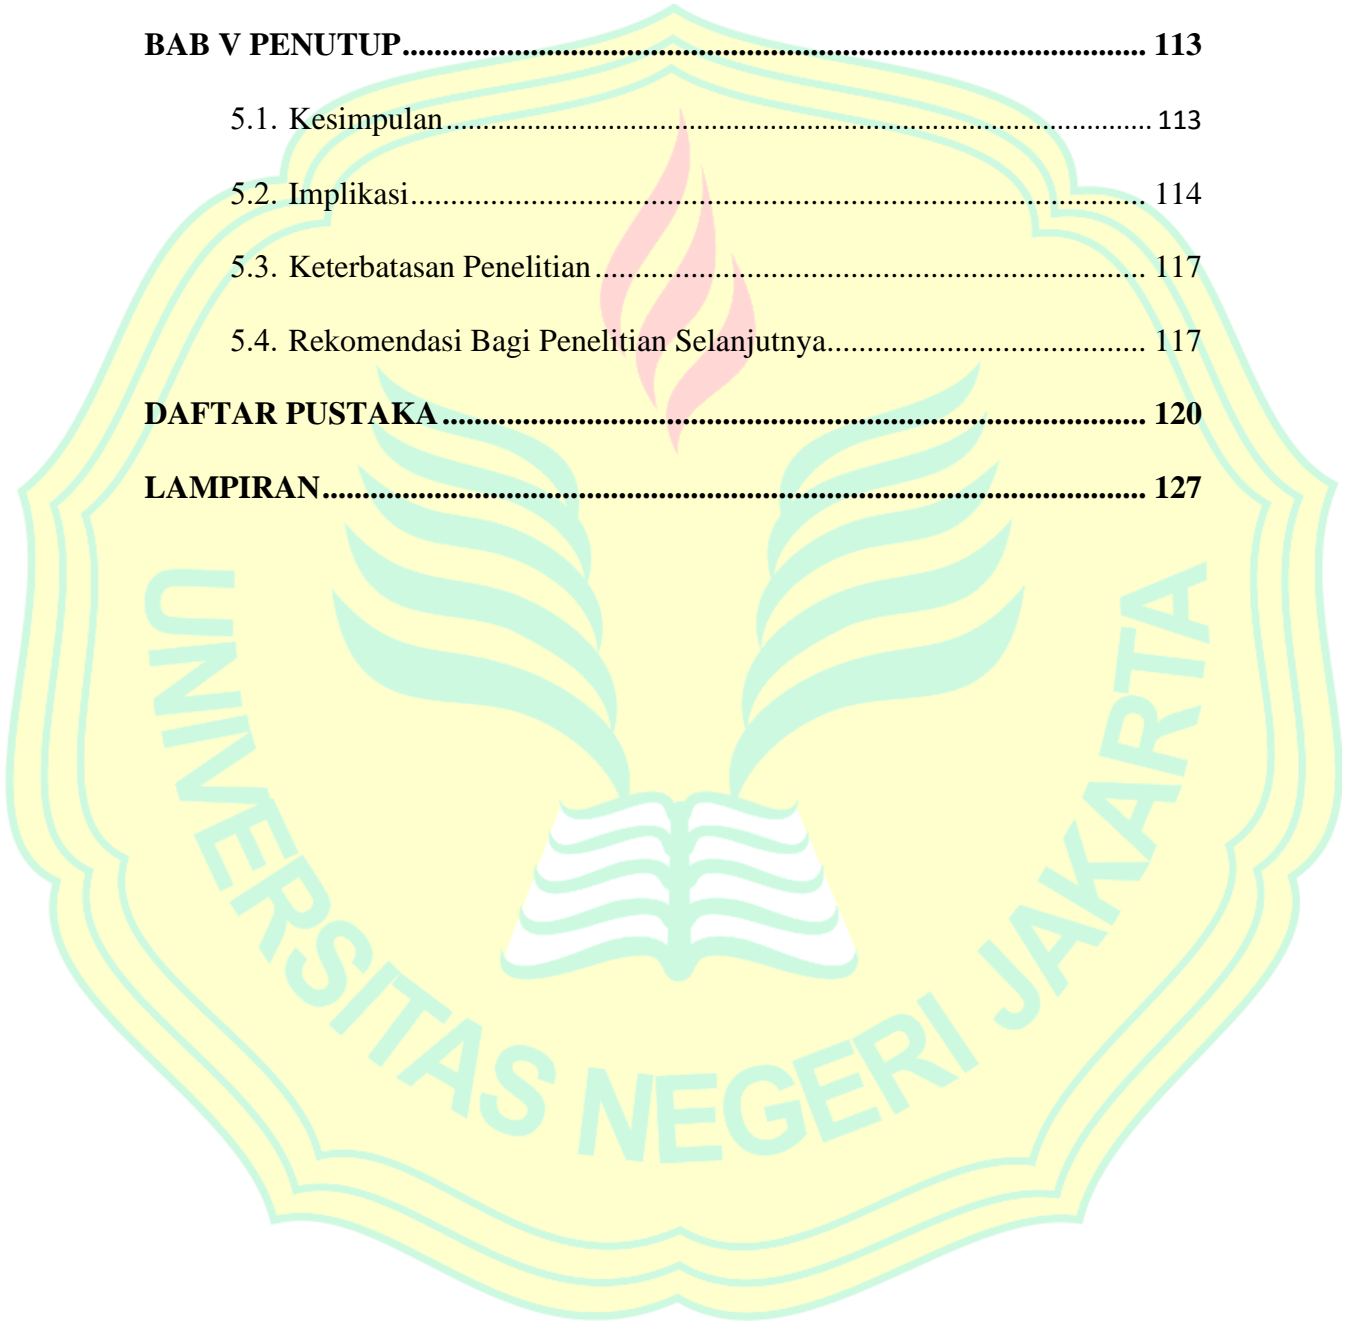 BAB V PENUTUP............................................................................................. 113
5.1. Kesimpulan......................................................................................... 113
5.2. Implikasi............................................................................................ 114
5.3. Keterbatasan Penelitian..................................................................... 117
5.4. Rekomendasi Bagi Penelitian Selanjutnya........................................ 117
DAFTAR PUSTAKA........................................................................................ 120
LAMPIRAN....................................................................................................... 127
UNIVERSITAS NEGERI JAKARTA